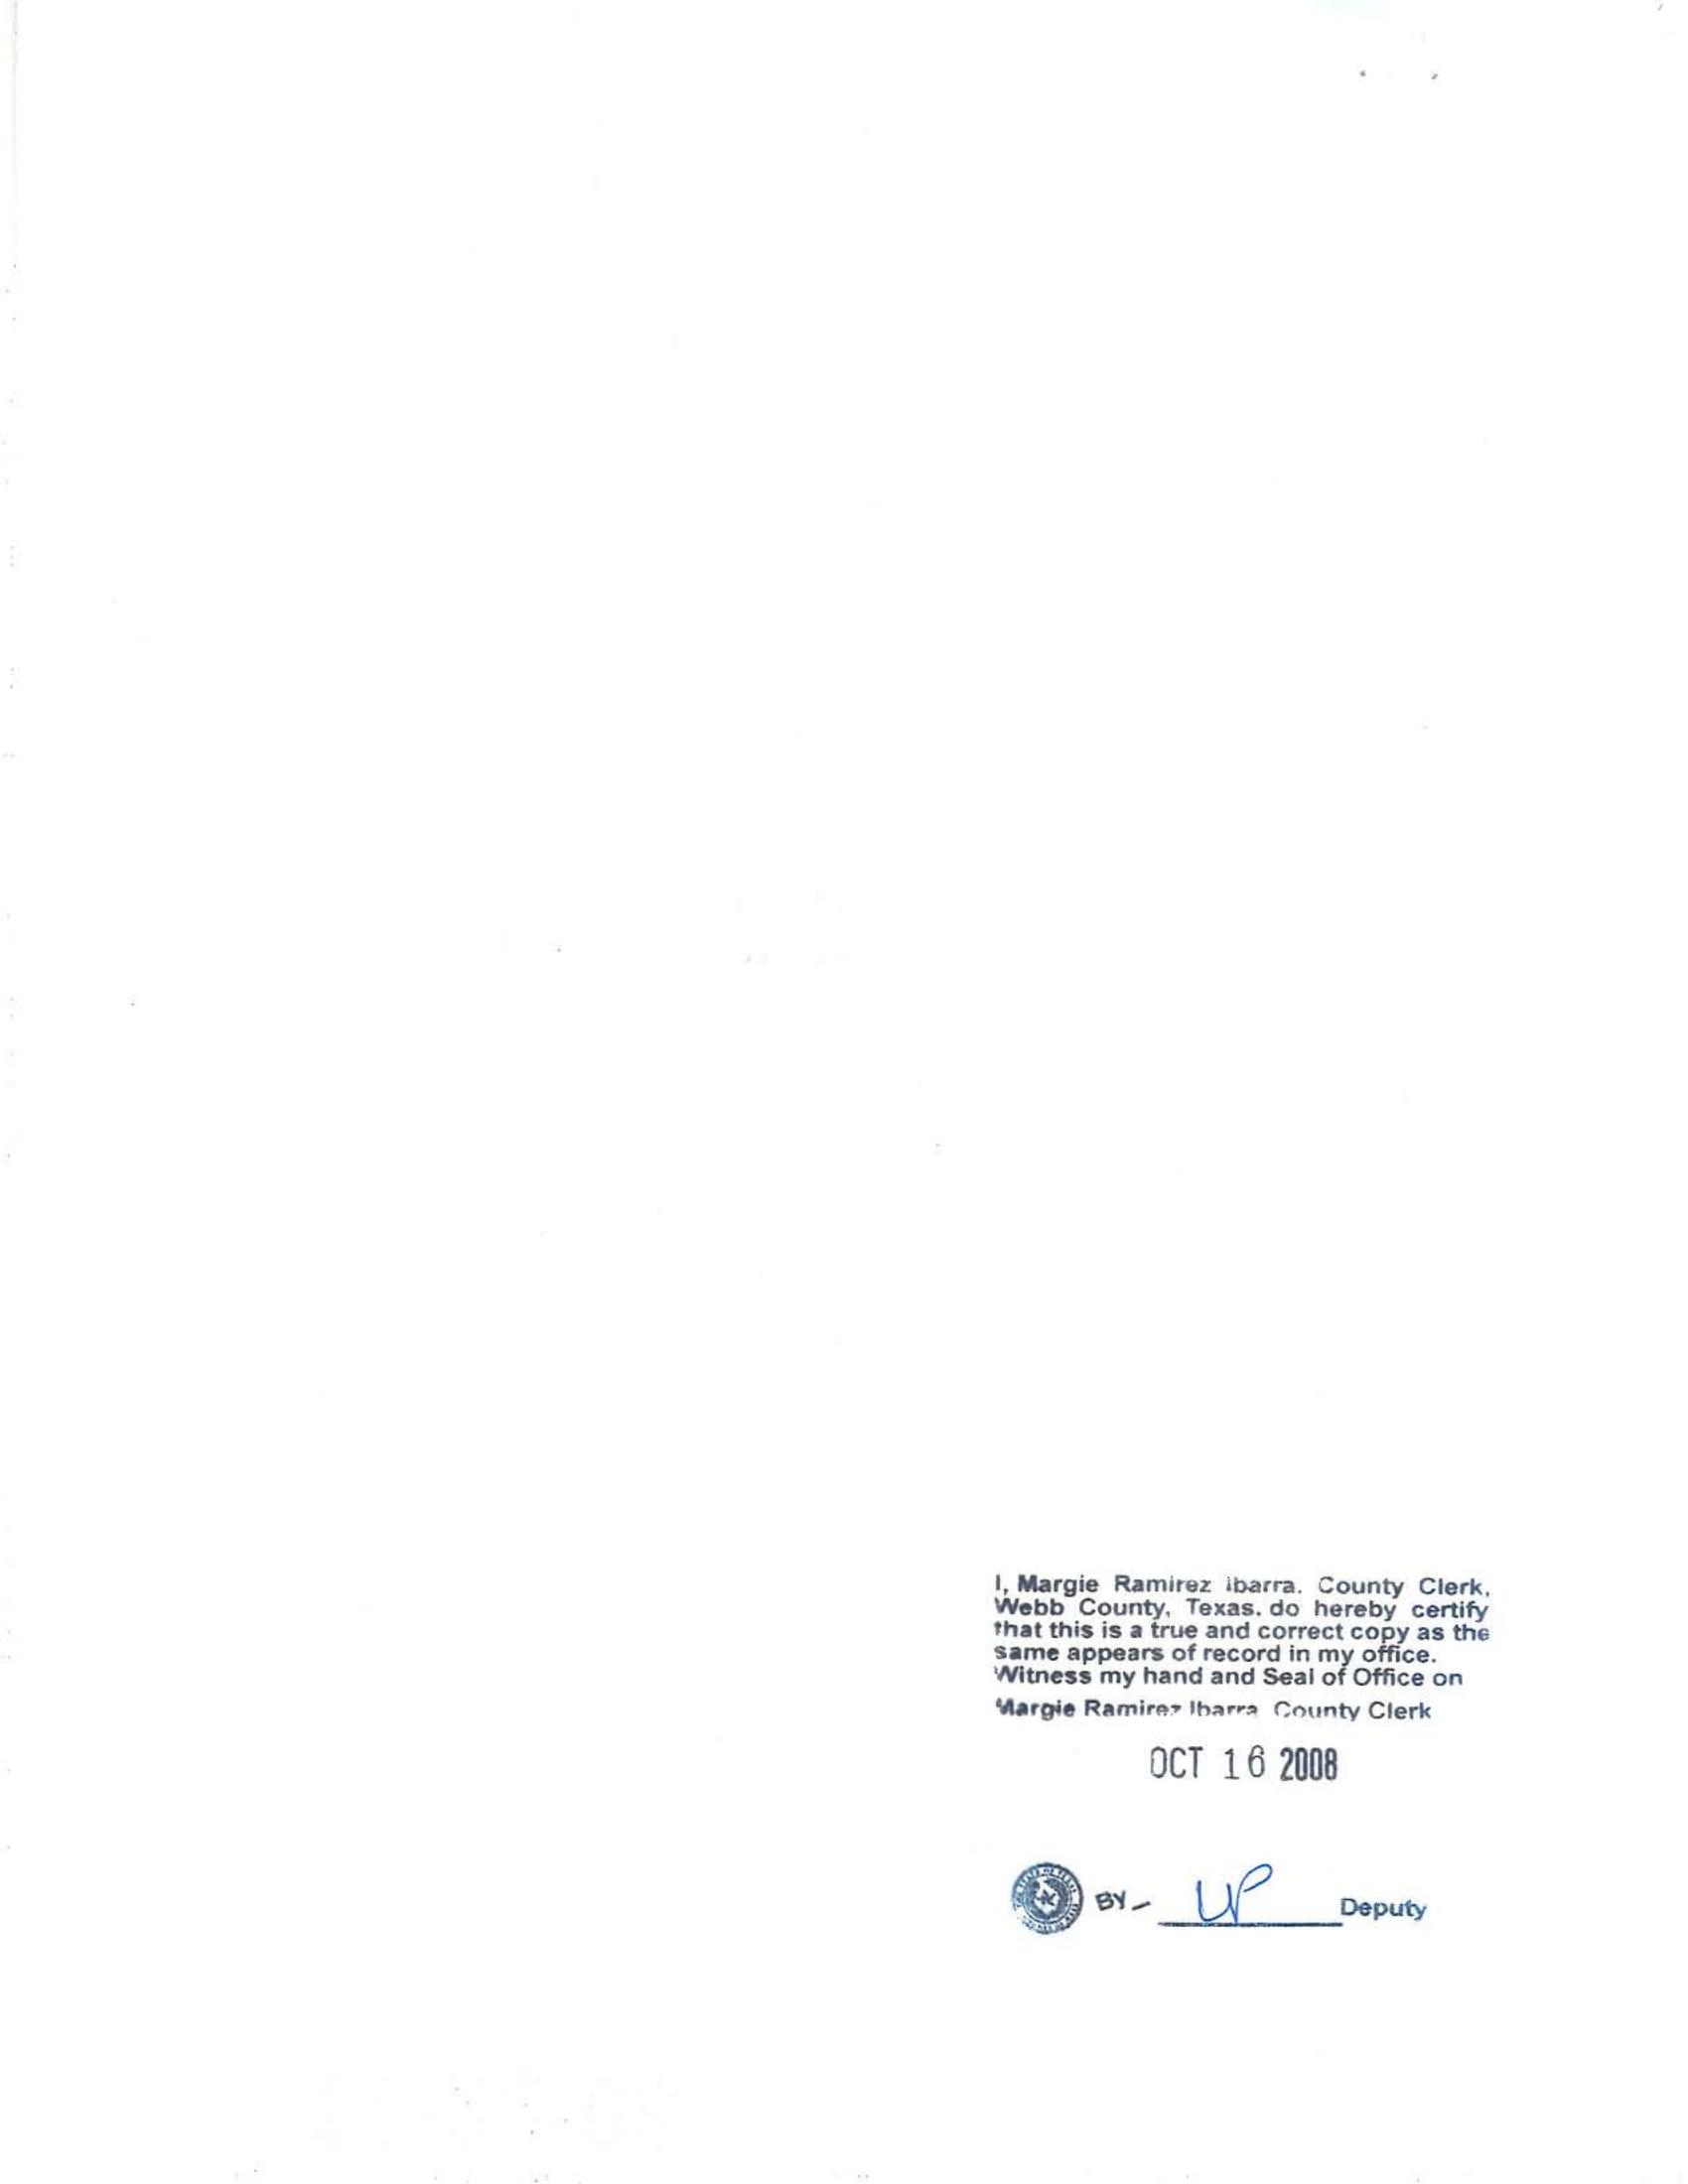 I, Margie Ramirez Ibarra. County Clerk,
Webb County, Texas, do hereby certify
that this is a true and correct copy as the
same appears of record in my office.
Witness my hand and Seal of Office on
Margie Ramirez Ibarra County Clerk
OCT 16 2008
BY- UP Deputy